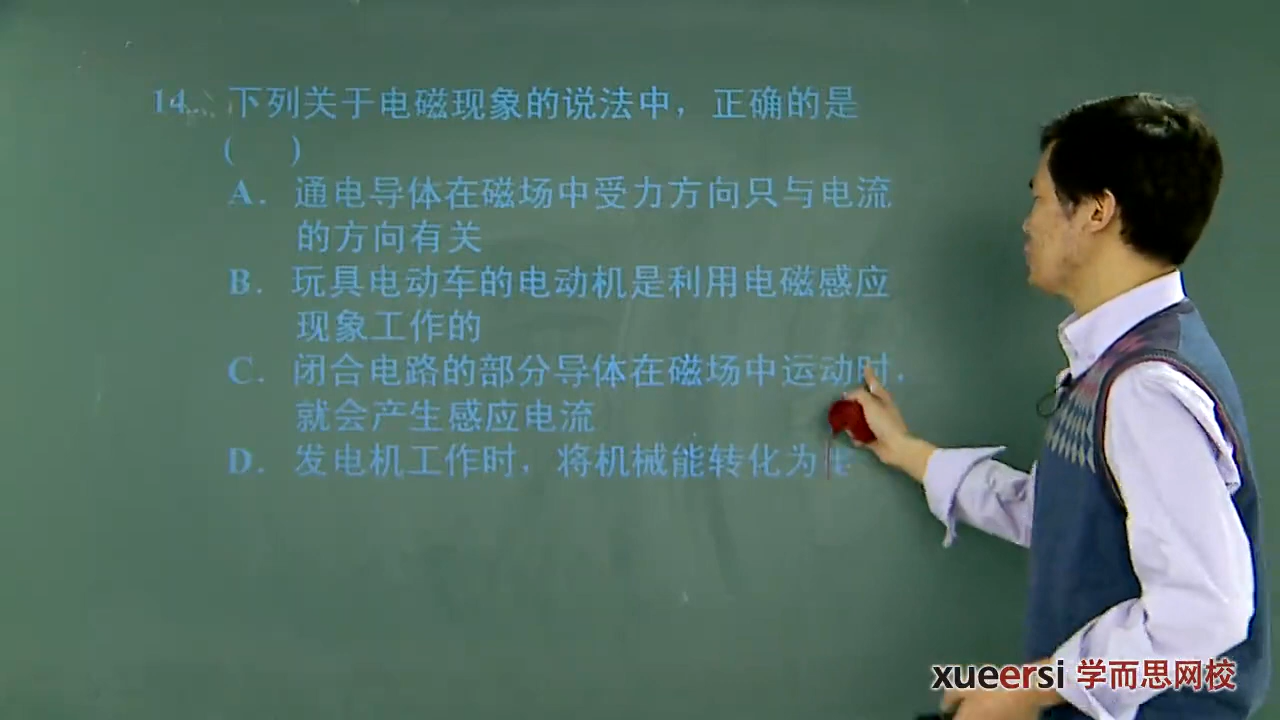 14. 下列关于电磁现象的说法中，正确的是
（ ）
A. 通电导体在磁场中受力方向只与电流
的方向有关
B. 玩具电动车的电动机是利用电磁感应
现象工作的
C. 闭合电路的部分导体在磁场中运动时，
就会产生感应电流
D. 发电机工作时，将机械能转化为
xueersi 学而思网校